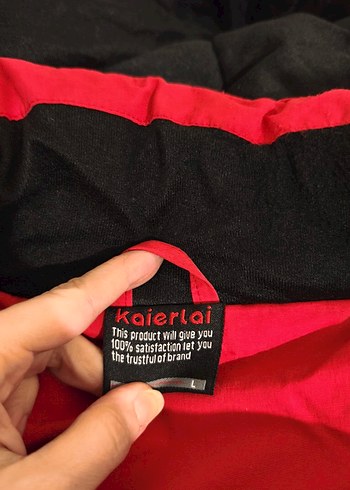 Kaierlai
This product will give you
100% satisfaction let you
the trustful of brand
L